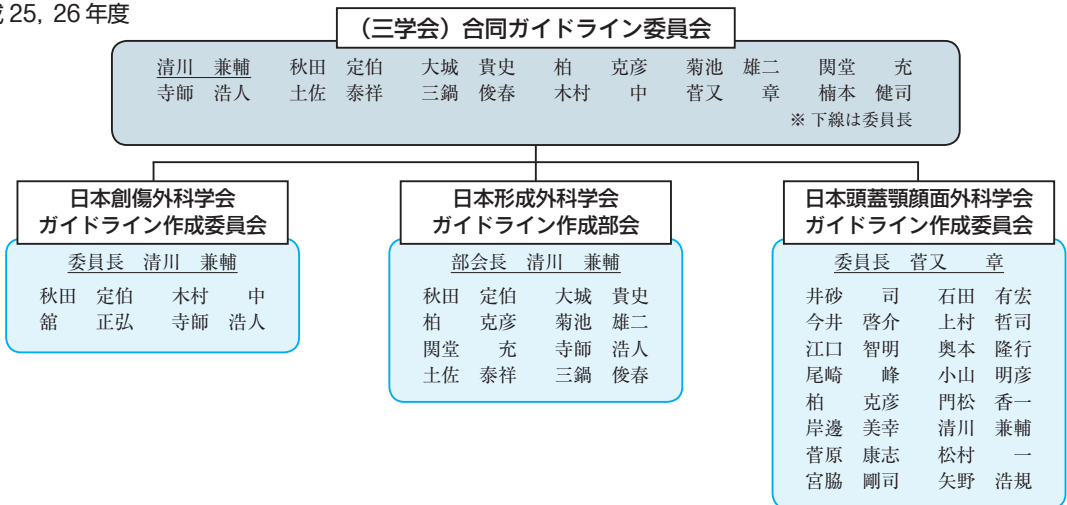 25, 26年度
（三学会）合同ガイドライン委員会
清川 兼輔 秋田 定伯 大城 貴史 柏 克彦 菊池 雄二 関堂 充
寺師 浩人 土佐 泰祥 三鍋 俊春 木村 中 菅又 章 楠本 健司
※ 下線は委員長
日本創傷外科学会
ガイドライン作成委員会
委員長 清川 兼輔
秋田 定伯 木村 中
舘 正弘 寺師 浩人
日本形成外科学会
ガイドライン作成部会
部会長 清川 兼輔
秋田 定伯 大城 貴史
柏 克彦 菊池 雄二
関堂 充 寺師 浩人
土佐 泰祥 三鍋 俊春
日本頭蓋顎顔面外科学会
ガイドライン作成委員会
委員長 菅又 章
井砂 司 石田 有宏
今井 啓介 上村 哲司
江口 智明 奥本 隆行
尾崎 峰 小山 明彦
柏 克彦 門松 香一
岸邊 美幸 清川 兼輔
菅原 康志 松村 一
宮脇 剛司 矢野 浩規